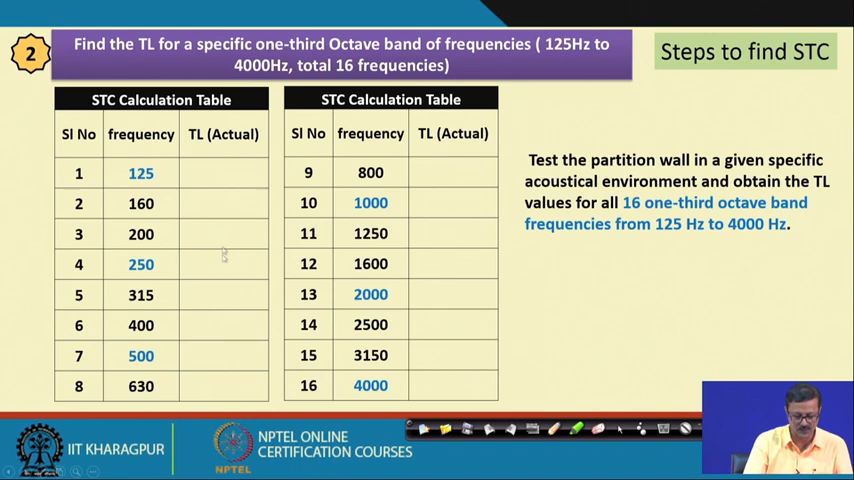 2
Find the TL for a specific one-third Octave band of frequencies ( 125Hz to
4000Hz, total 16 frequencies)
Steps to find STC
STC Calculation Table
Sl No frequency TL (Actual)
1 125
2 160
3 200
4 250
5 315
6 400
7 500
8 630
STC Calculation Table
Sl No frequency TL (Actual)
9 800
10 1000
11 1250
12 1600
13 2000
14 2500
15 3150
16 4000
Test the partition wall in a given specific
acoustical environment and obtain the TL
values for all 16 one-third octave band
frequencies from 125 Hz to 4000 Hz.
IIT KHARAGPUR
NPTEL
NPTEL ONLINE
CERTIFICATION COURSES